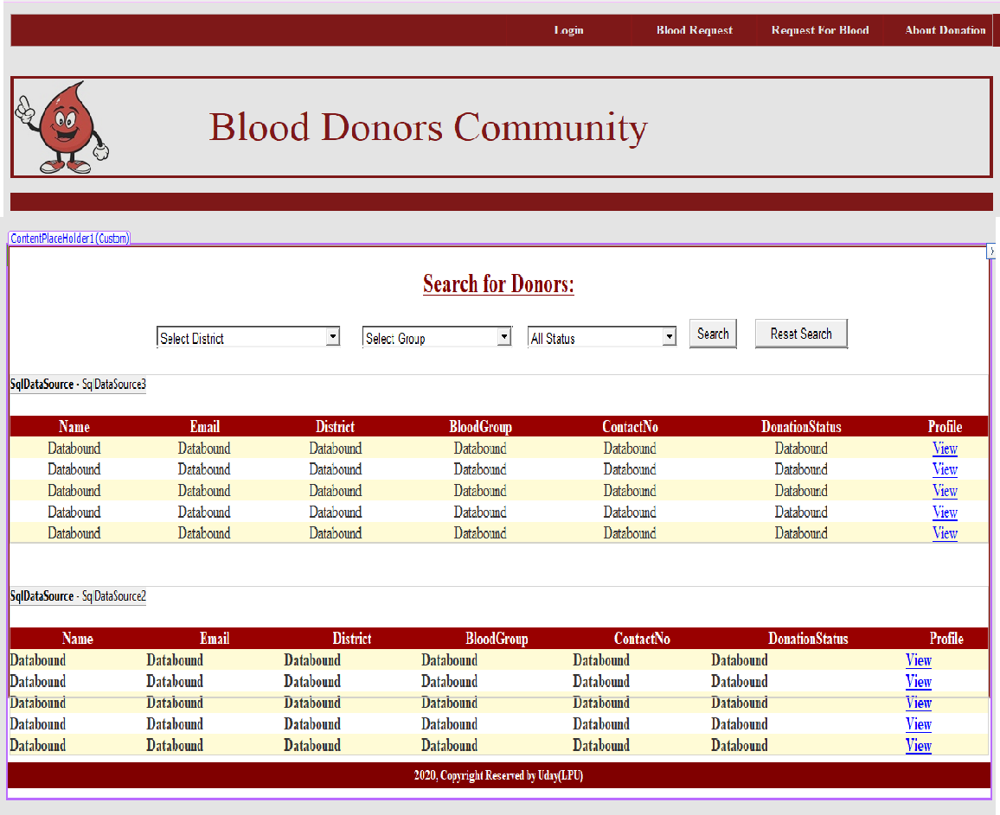 Login Blood Request Request For Blood About Donation
Blood Donors Community
ContentPlaceHolder1 (Custom)
>
Search for Donors:
Select District Select Group All Status Search Reset Search
SqlDataSource - SqlDataSource3
Name Email District BloodGroup ContactNo DonationStatus Profile
Databound Databound Databound Databound Databound Databound View
Databound Databound Databound Databound Databound Databound View
Databound Databound Databound Databound Databound Databound View
Databound Databound Databound Databound Databound Databound View
Databound Databound Databound Databound Databound Databound View
SqlDataSource - SqlDataSource2
Name Email District BloodGroup ContactNo DonationStatus Profile
Databound Databound Databound Databound Databound Databound View
Databound Databound Databound Databound Databound Databound View
Databound Databound Databound Databound Databound Databound View
Databound Databound Databound Databound Databound Databound View
Databound Databound Databound Databound Databound Databound View
2020, Copyright Reserved by Uday(LPU)